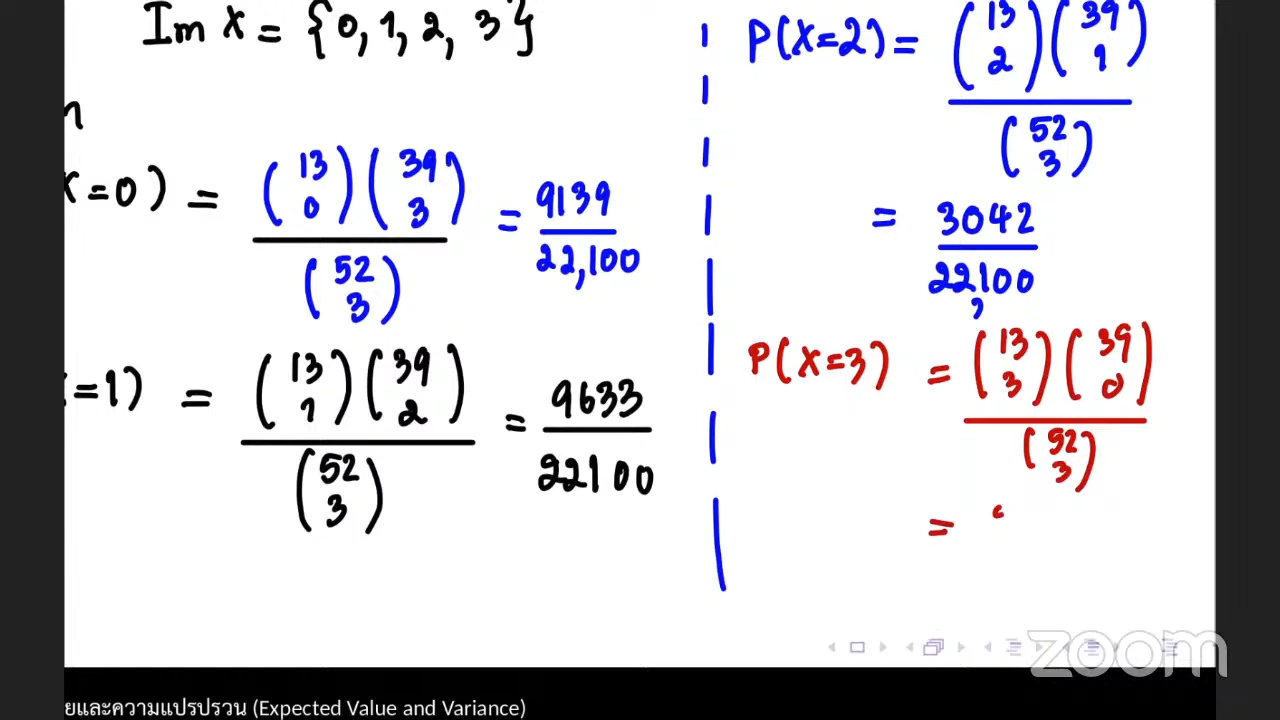 Im X = {0, 1, 2, 3}
X=0) = (13 0)(39 3) / (52 3) = 9139 / 22,100
=1) = (13 1)(39 2) / (52 3) = 9633 / 22100
P(X=2) = (13 2)(39 1) / (52 3)
= 3042 / 22,100
P(X=3) = (13 3)(39 0) / (52 3)
=
zoom
ยและความแปรปรวน (Expected Value and Variance)